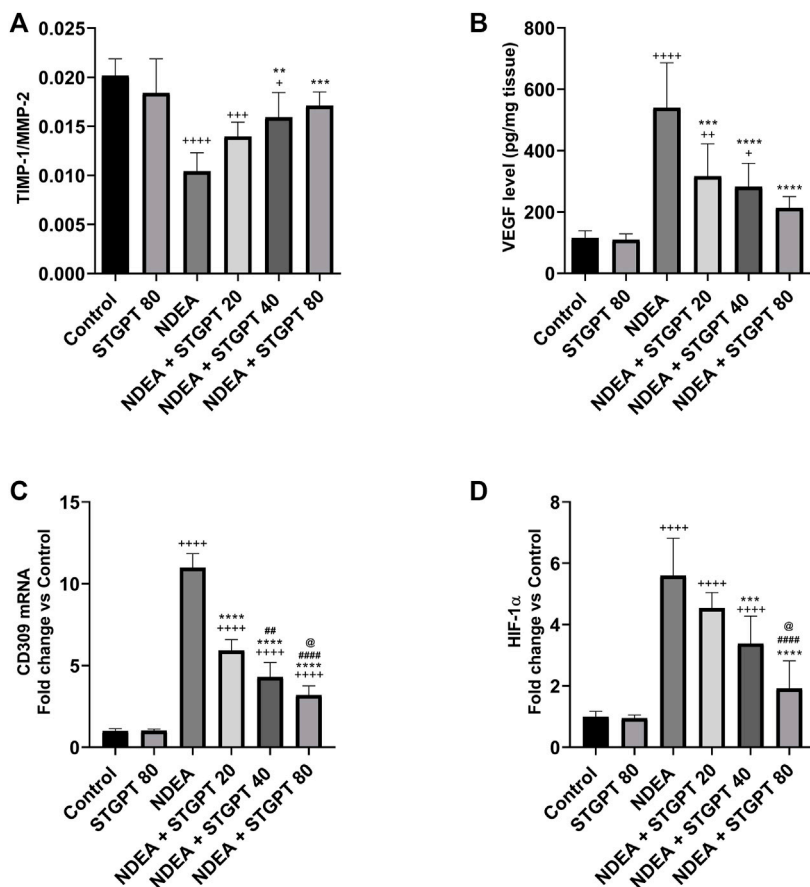 A
TIMP-1/MMP-2
0.025
0.020
0.015
0.010
0.005
0.000
++++
+++
**
+
***
Control
STGPT 80
NDEA
NDEA + STGPT 20
NDEA + STGPT 40
NDEA + STGPT 80
B
VEGF level (pg/mg tissue)
800
600
400
200
0
++++
***
++
****
+
****
Control
STGPT 80
NDEA
NDEA + STGPT 20
NDEA + STGPT 40
NDEA + STGPT 80
C
CD309 mRNA
Fold change vs Control
15
10
5
0
++++
****
++++
##
****
++++
@
####
****
++++
Control
STGPT 80
NDEA
NDEA + STGPT 20
NDEA + STGPT 40
NDEA + STGPT 80
D
HIF-1α
Fold change vs Control
8
6
4
2
0
++++
++++
***
++++
@
####
****
Control
STGPT 80
NDEA
NDEA + STGPT 20
NDEA + STGPT 40
NDEA + STGPT 80